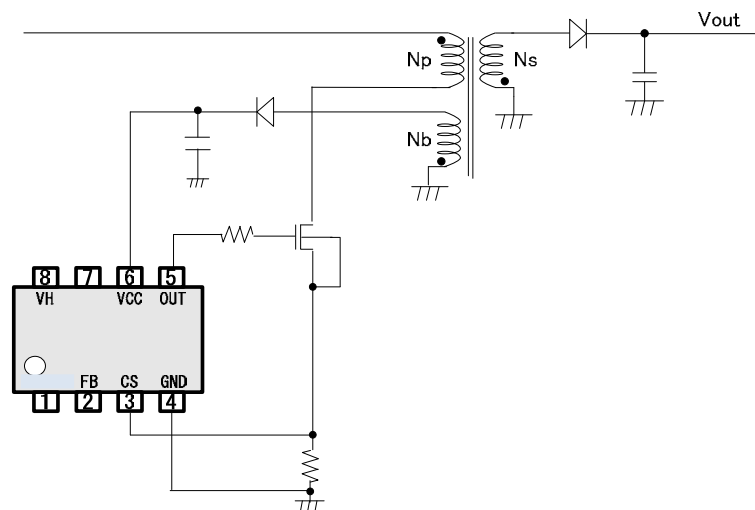 Vout
Np
Ns
Nb
8 7 6 5
VH VCC OUT
FB CS GND
1 2 3 4